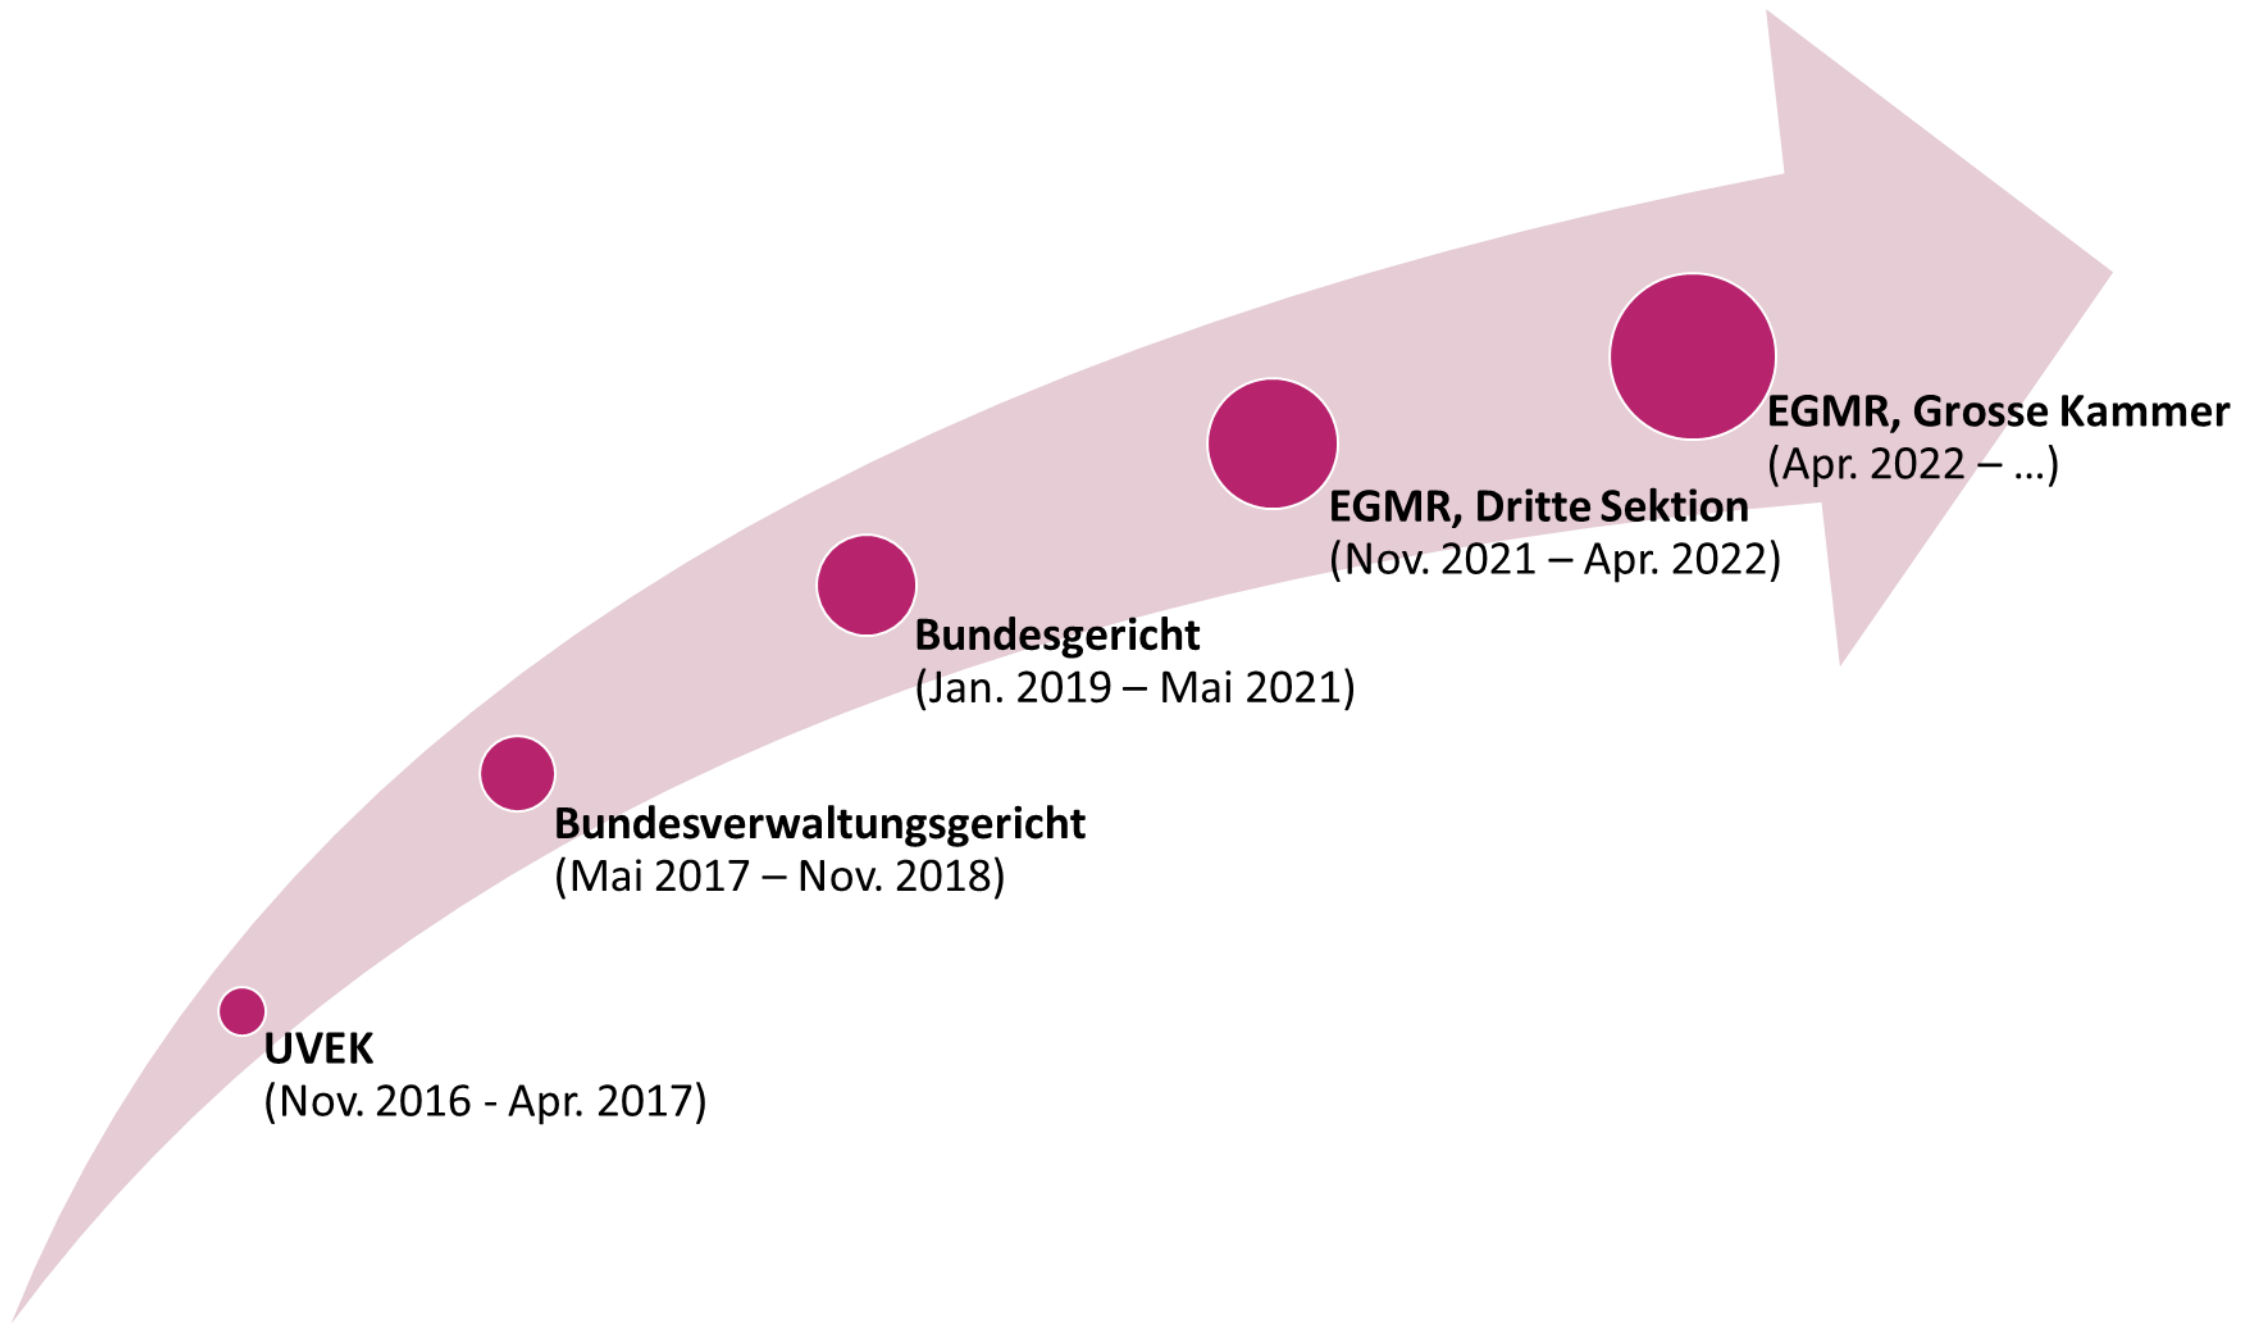 UVEK
(Nov. 2016 - Apr. 2017)
Bundesverwaltungsgericht
(Mai 2017 – Nov. 2018)
Bundesgericht
(Jan. 2019 – Mai 2021)
EGMR, Dritte Sektion
(Nov. 2021 – Apr. 2022)
EGMR, Grosse Kammer
(Apr. 2022 – ...)